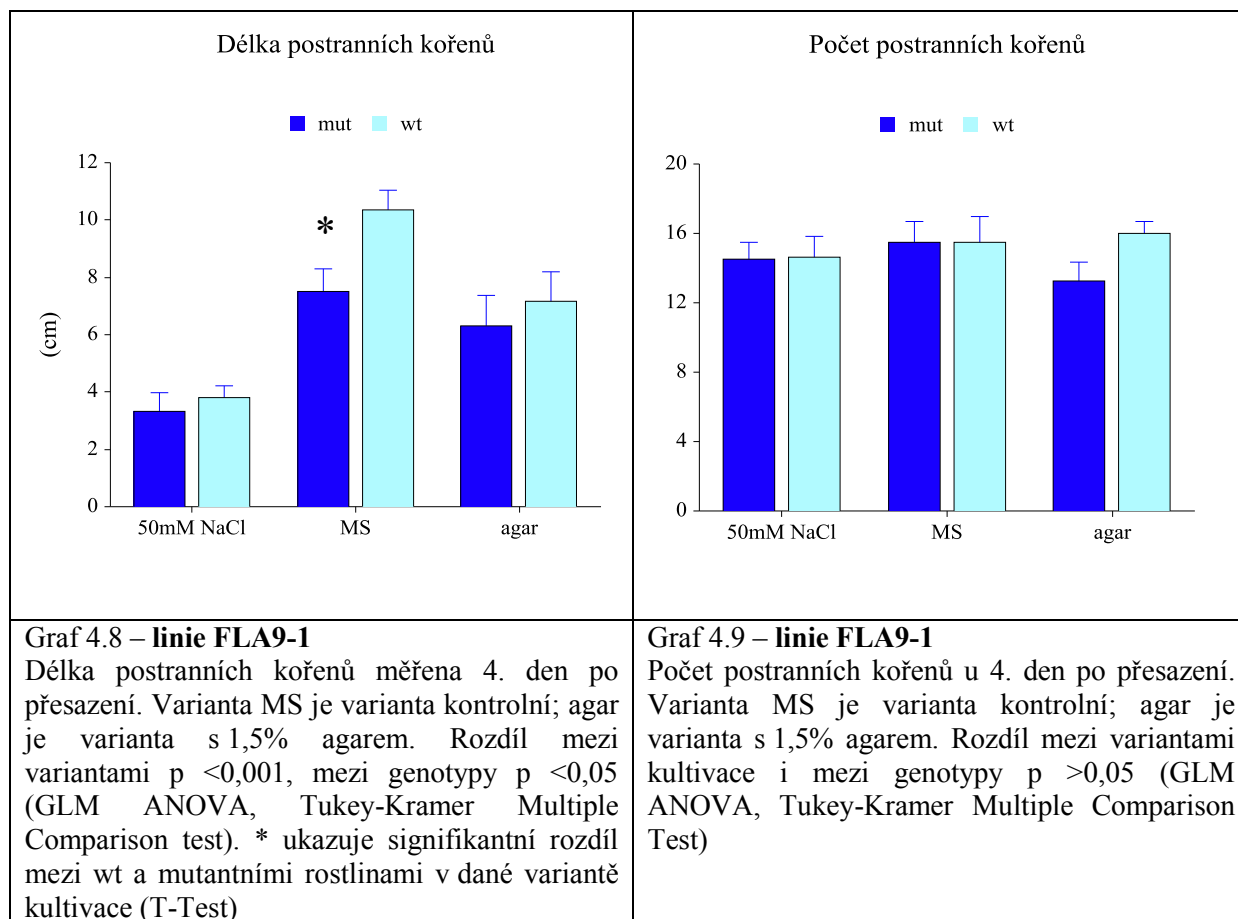 Délka postranních kořenů
mut wt
12
10
8
6
4
2
0
(cm)
*
50mM NaCl MS agar
Počet postranních kořenů
mut wt
20
16
12
8
4
0
50mM NaCl MS agar
Graf 4.8 – linie FLA9-1
Délka postranních kořenů měřena 4. den po
přesazení. Varianta MS je varianta kontrolní; agar
je varianta s 1,5% agarem. Rozdíl mezi
variantami p <0,001, mezi genotypy p <0,05
(GLM ANOVA, Tukey-Kramer Multiple
Comparison test). * ukazuje signifikantní rozdíl
mezi wt a mutantními rostlinami v dané variantě
kultivace (T-Test)
Graf 4.9 – linie FLA9-1
Počet postranních kořenů u 4. den po přesazení.
Varianta MS je varianta kontrolní; agar je
varianta s 1,5% agarem. Rozdíl mezi variantami
kultivace i mezi genotypy p >0,05 (GLM
ANOVA, Tukey-Kramer Multiple Comparison
Test)